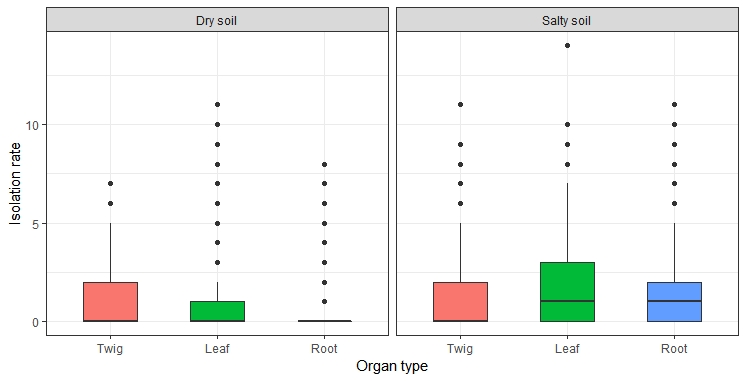 Dry soil
Salty soil
Isolation rate
10
5
0
Twig
Leaf
Root
Twig
Leaf
Root
Organ type